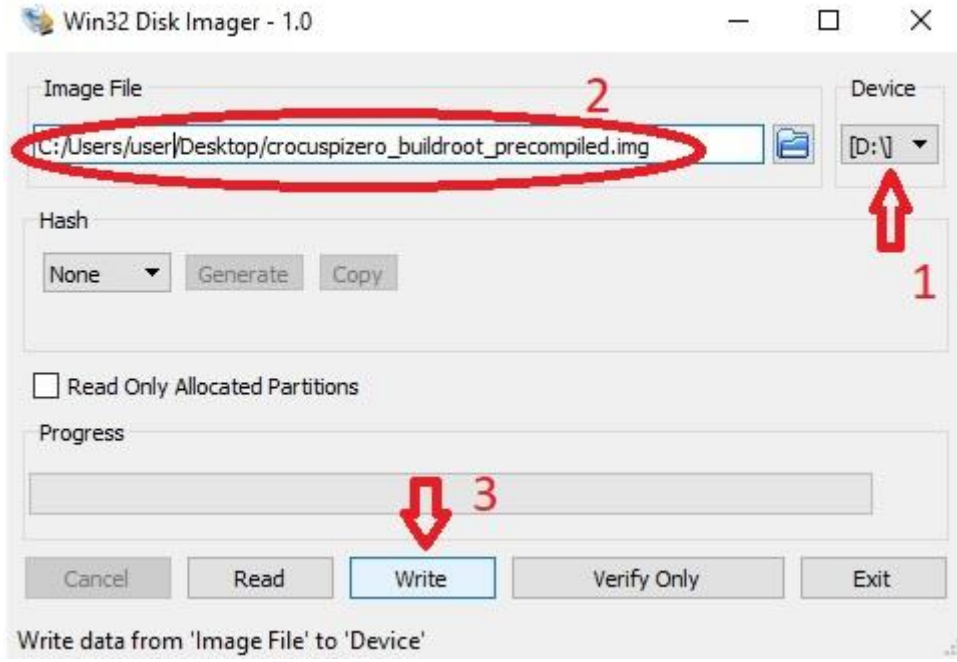 Win32 Disk Imager - 1.0
Image File
Device
2
C:/Users/user/Desktop/crocuspizero_buildroot_precompiled.img
[D:\]
1
Hash
None
Generate
Copy
Read Only Allocated Partitions
Progress
3
Cancel
Read
Write
Verify Only
Exit
Write data from 'Image File' to 'Device'